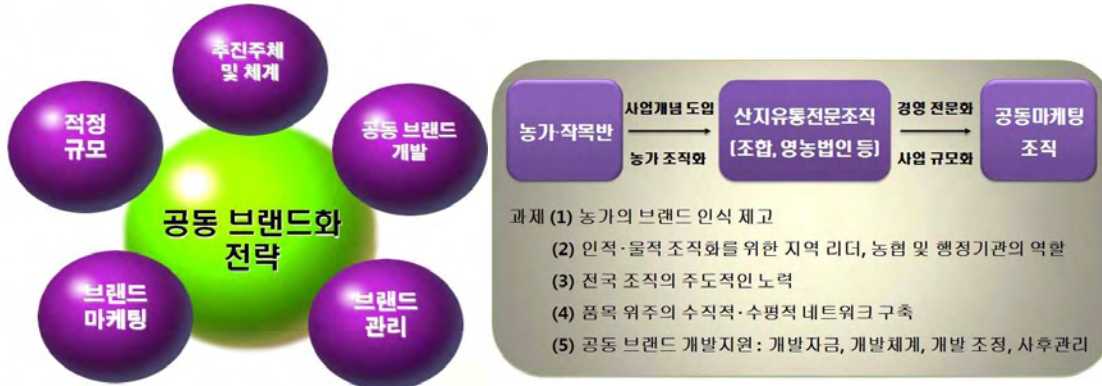 추진주체
및 체계
적정
규모
공동 브랜드
개발
공동 브랜드화
전략
브랜드
마케팅
브랜드
관리
농가·작목반
사업개념 도입
농가 조직화
산지유통전문조직
(조합, 영농법인 등)
경영 전문화
사업 규모화
공동마케팅
조직
과제 (1) 농가의 브랜드 인식 제고
(2) 인적·물적 조직화를 위한 지역 리더, 농협 및 행정기관의 역할
(3) 전국 조직의 주도적인 노력
(4) 품목 위주의 수직적·수평적 네트워크 구축
(5) 공동 브랜드 개발지원 : 개발자금, 개발체계, 개발 조정, 사후관리